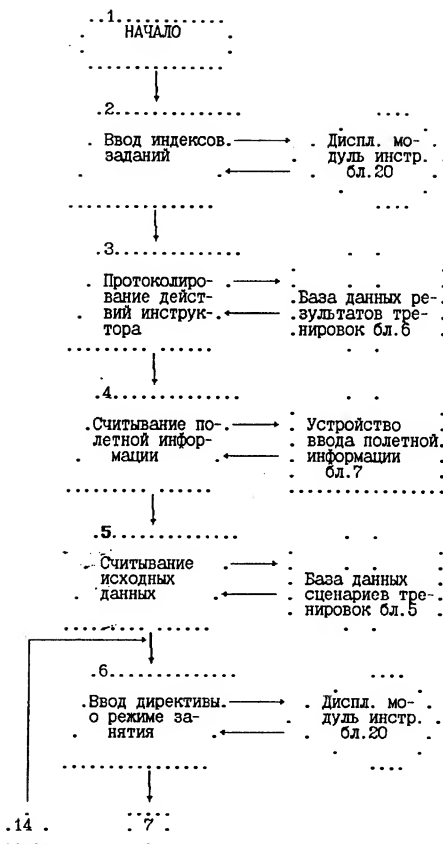 1
НАЧАЛО
2
Ввод индексов
заданий
Диспл. мо-
дуль инстр.
бл.20
3
Протоколиро-
вание дейст-
вий инструк-
тора
База данных ре-
зультатов тре-
нировок бл.6
4
Считывание по-
летной инфор-
мации
Устройство
ввода полетной
информации
бл.7
5
Считывание
исходных
данных
База данных
сценариев тре-
нировок бл.5
6
Ввод директивы
о режиме за-
нятия
Диспл. мо-
дуль инстр.
бл.20
14
7